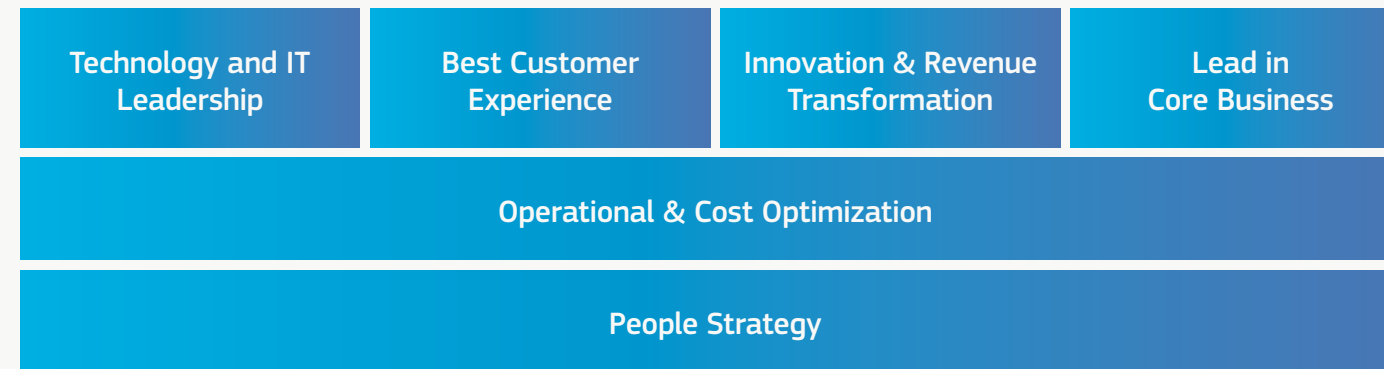 Technology and IT
Leadership
Best Customer
Experience
Innovation & Revenue
Transformation
Lead in
Core Business
Operational & Cost Optimization
People Strategy